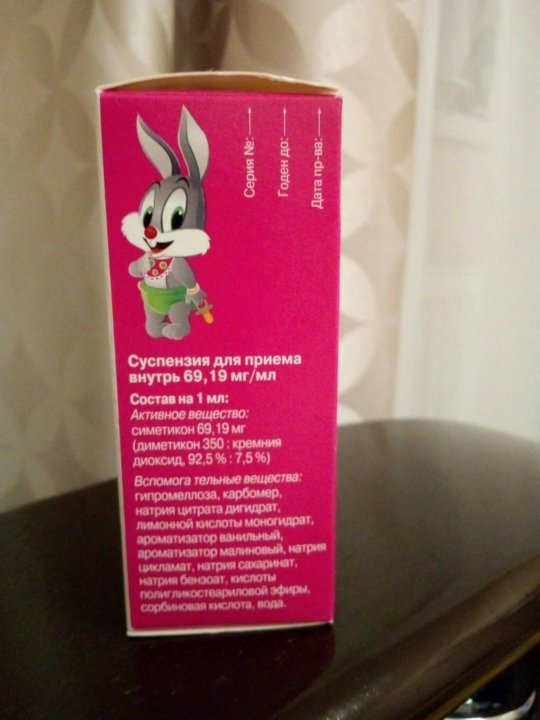 Серия №:
Годен до:
Дата пр-ва:
Суспензия для приема
внутрь 69,19 мг/мл
Состав на 1 мл:
Активное вещество:
симетикон 69,19 мг
(диметикон 350 : кремния
диоксид, 92,5 % : 7,5 %)
Вспомога тельные вещества:
гипромеллоза, карбомер,
натрия цитрата дигидрат,
лимонной кислоты моногидрат,
ароматизатор ванильный,
ароматизатор малиновый, натрия
цикламат, натрия сахаринат,
натрия бензоат, кислоты
полигликостеариловой эфиры,
сорбиновая кислота, вода.